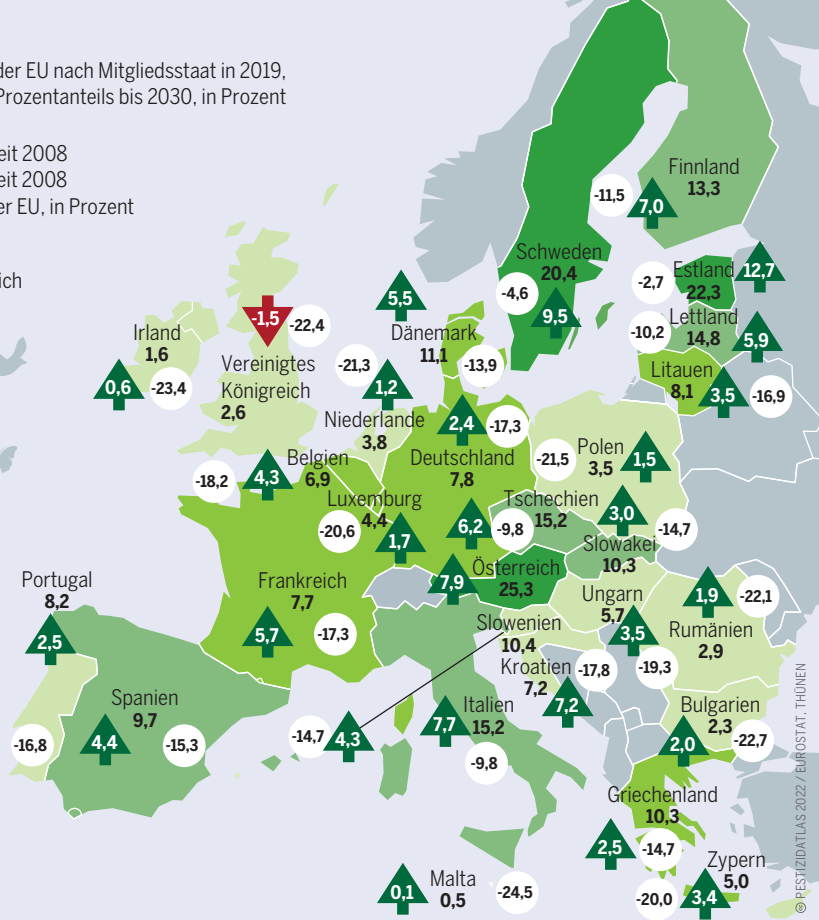 der EU nach Mitgliedsstaat in 2019,
Prozentanteils bis 2030, in Prozent
eit 2008
eit 2008
er EU, in Prozent
ich
Finnland
13,3
-11,5
7,0
Schweden
20,4
-4,6
9,5
Estland
22,3
-2,7
12,7
Lettland
14,8
-10,2
5,9
Litauen
8,1
3,5
-16,9
5,5
Dänemark
11,1
-13,9
-1,5
-22,4
Vereinigtes
Königreich
2,6
Irland
1,6
0,6
-23,4
-21,3
1,2
Niederlande
3,8
2,4
-17,3
Deutschland
7,8
Polen
3,5
-21,5
1,5
Belgien
6,9
-18,2
4,3
Luxemburg
4,4
-20,6
1,7
Tschechien
15,2
6,2
-9,8
3,0
-14,7
Slowakei
10,3
Österreich
25,3
7,9
Frankreich
7,7
5,7
-17,3
Ungarn
5,7
3,5
-19,3
1,9
-22,1
Rumänien
2,9
Portugal
8,2
2,5
-16,8
Slowenien
10,4
-14,7
4,3
Kroatien
7,2
-17,8
7,2
Spanien
9,7
4,4
-15,3
Italien
15,2
7,7
-9,8
Bulgarien
2,3
2,0
-22,7
Griechenland
10,3
2,5
-14,7
Zypern
5,0
-20,0
3,4
Malta
0,5
0,1
-24,5
PESTIZIDATLAS 2022 / EUROSTAT, THÜNEN